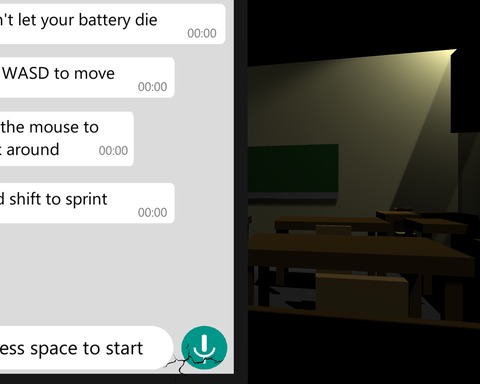 't let your battery die
00:00
WASD to move
00:00
the mouse to
around
00:00
shift to sprint
00:00
ess space to start